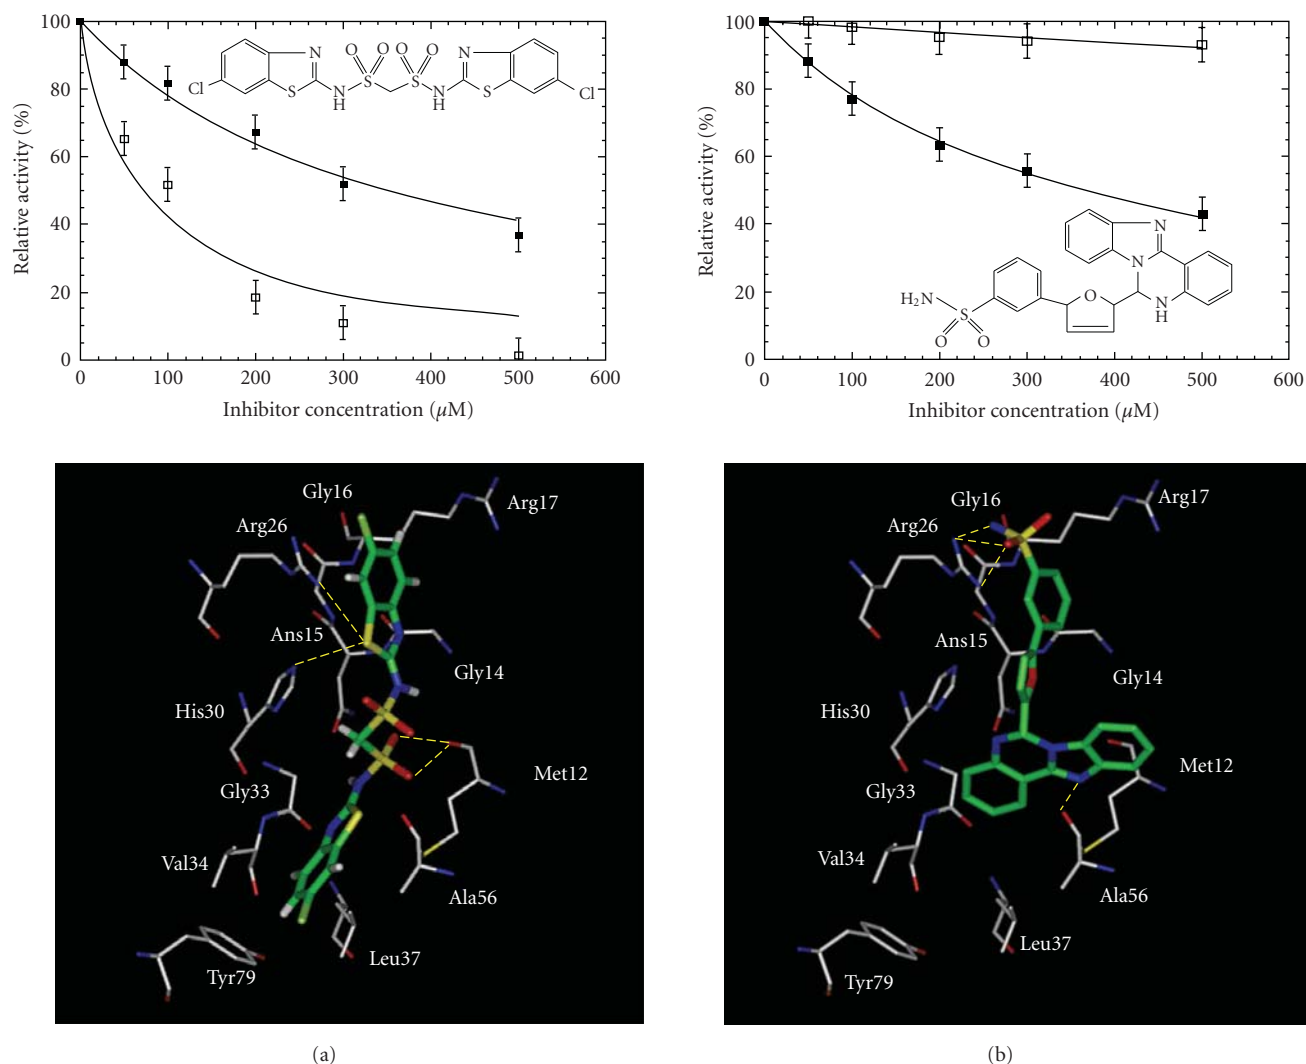 100
80
60
40
20
0
Relative activity (%)
0 100 200 300 400 500 600
Inhibitor concentration (µM)
N
S
Cl
N
H
O O
S
O O
S
N
H
N
S
Cl
100
80
60
40
20
0
Relative activity (%)
0 100 200 300 400 500 600
Inhibitor concentration (µM)
N
N
N
H
O
H2N
S
O O
Gly16
Arg17
Arg26
Ans15
Gly14
His30
Met12
Gly33
Val34
Ala56
Leu37
Tyr79
(a)
Gly16
Arg17
Arg26
Ans15
Gly14
His30
Met12
Gly33
Val34
Ala56
Leu37
Tyr79
(b)